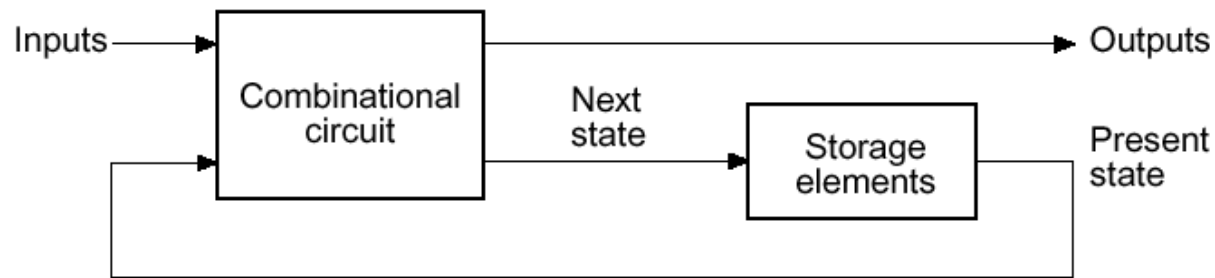 Inputs
Combinational
circuit
Outputs
Next
state
Storage
elements
Present
state